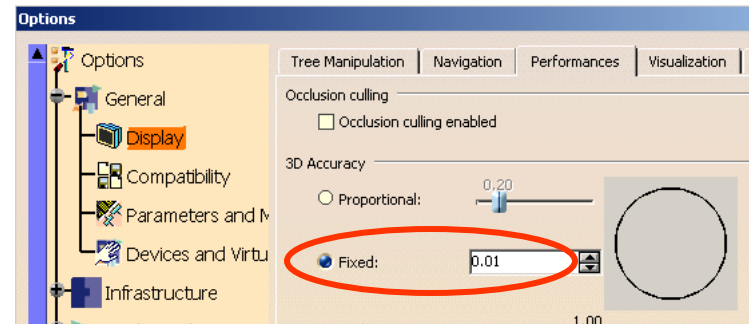 Options
Options
General
Display
Compatibility
Parameters and
Devices and Virtu
Infrastructure
Tree Manipulation
Navigation
Performances
Visualization
Occlusion culling
Occlusion culling enabled
3D Accuracy
Proportional:
0,20
Fixed:
0.01
1.00